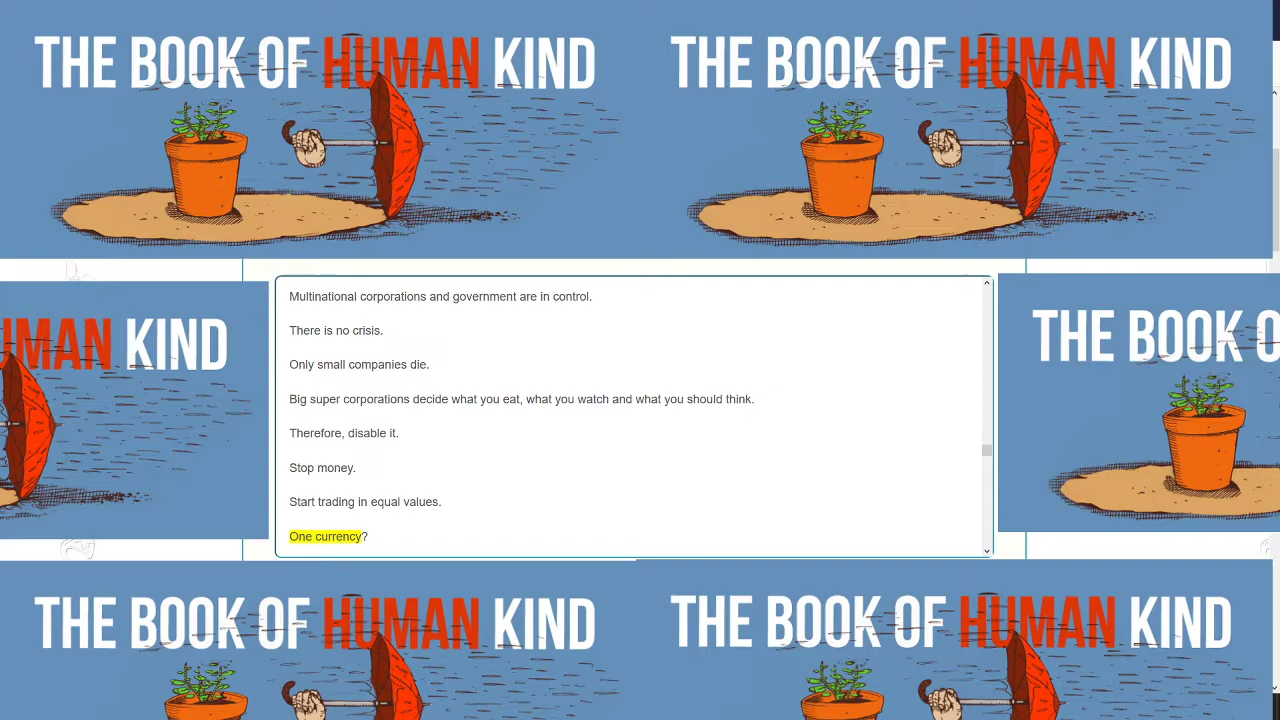 THE BOOK OF HUMAN KIND
THE BOOK OF HUMAN KIND
Multinational corporations and government are in control.
There is no crisis.
Only small companies die.
Big super corporations decide what you eat, what you watch and what you should think.
Therefore, disable it.
Stop money.
Start trading in equal values.
One currency?
UMAN KIND
THE BOOK O
THE BOOK OF HUMAN KIND
THE BOOK OF HUMAN KIND